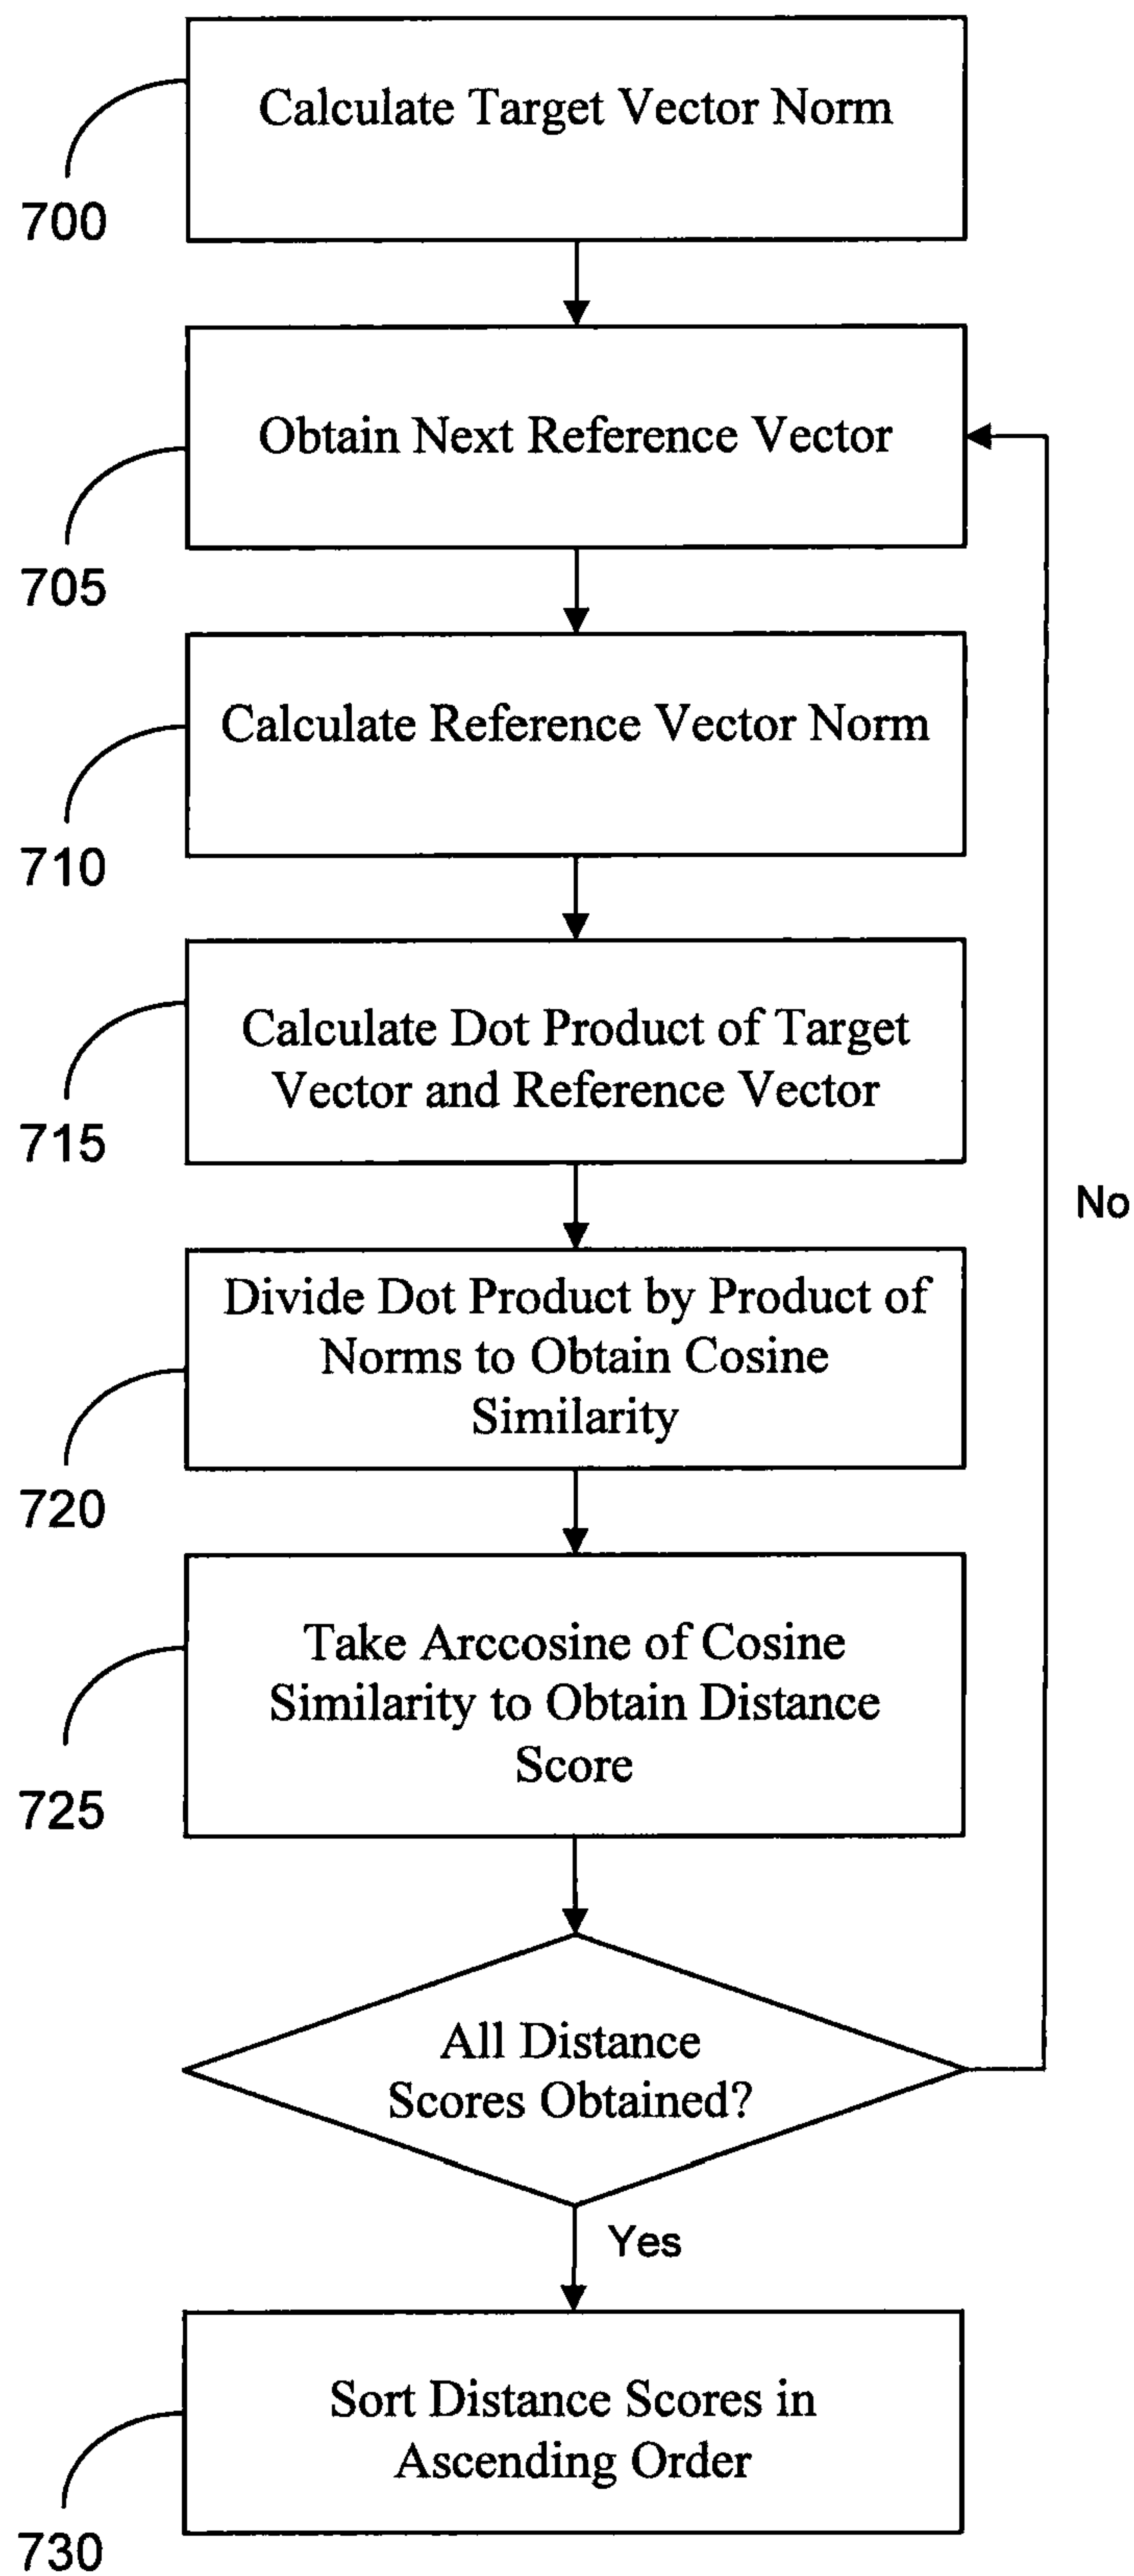 Calculate Target Vector Norm
700
Obtain Next Reference Vector
705
Calculate Reference Vector Norm
710
Calculate Dot Product of Target
Vector and Reference Vector
715
No
Divide Dot Product by Product of
Norms to Obtain Cosine
Similarity
720
Take Arccosine of Cosine
Similarity to Obtain Distance
Score
725
All Distance
Scores Obtained?
Yes
Sort Distance Scores in
Ascending Order
730